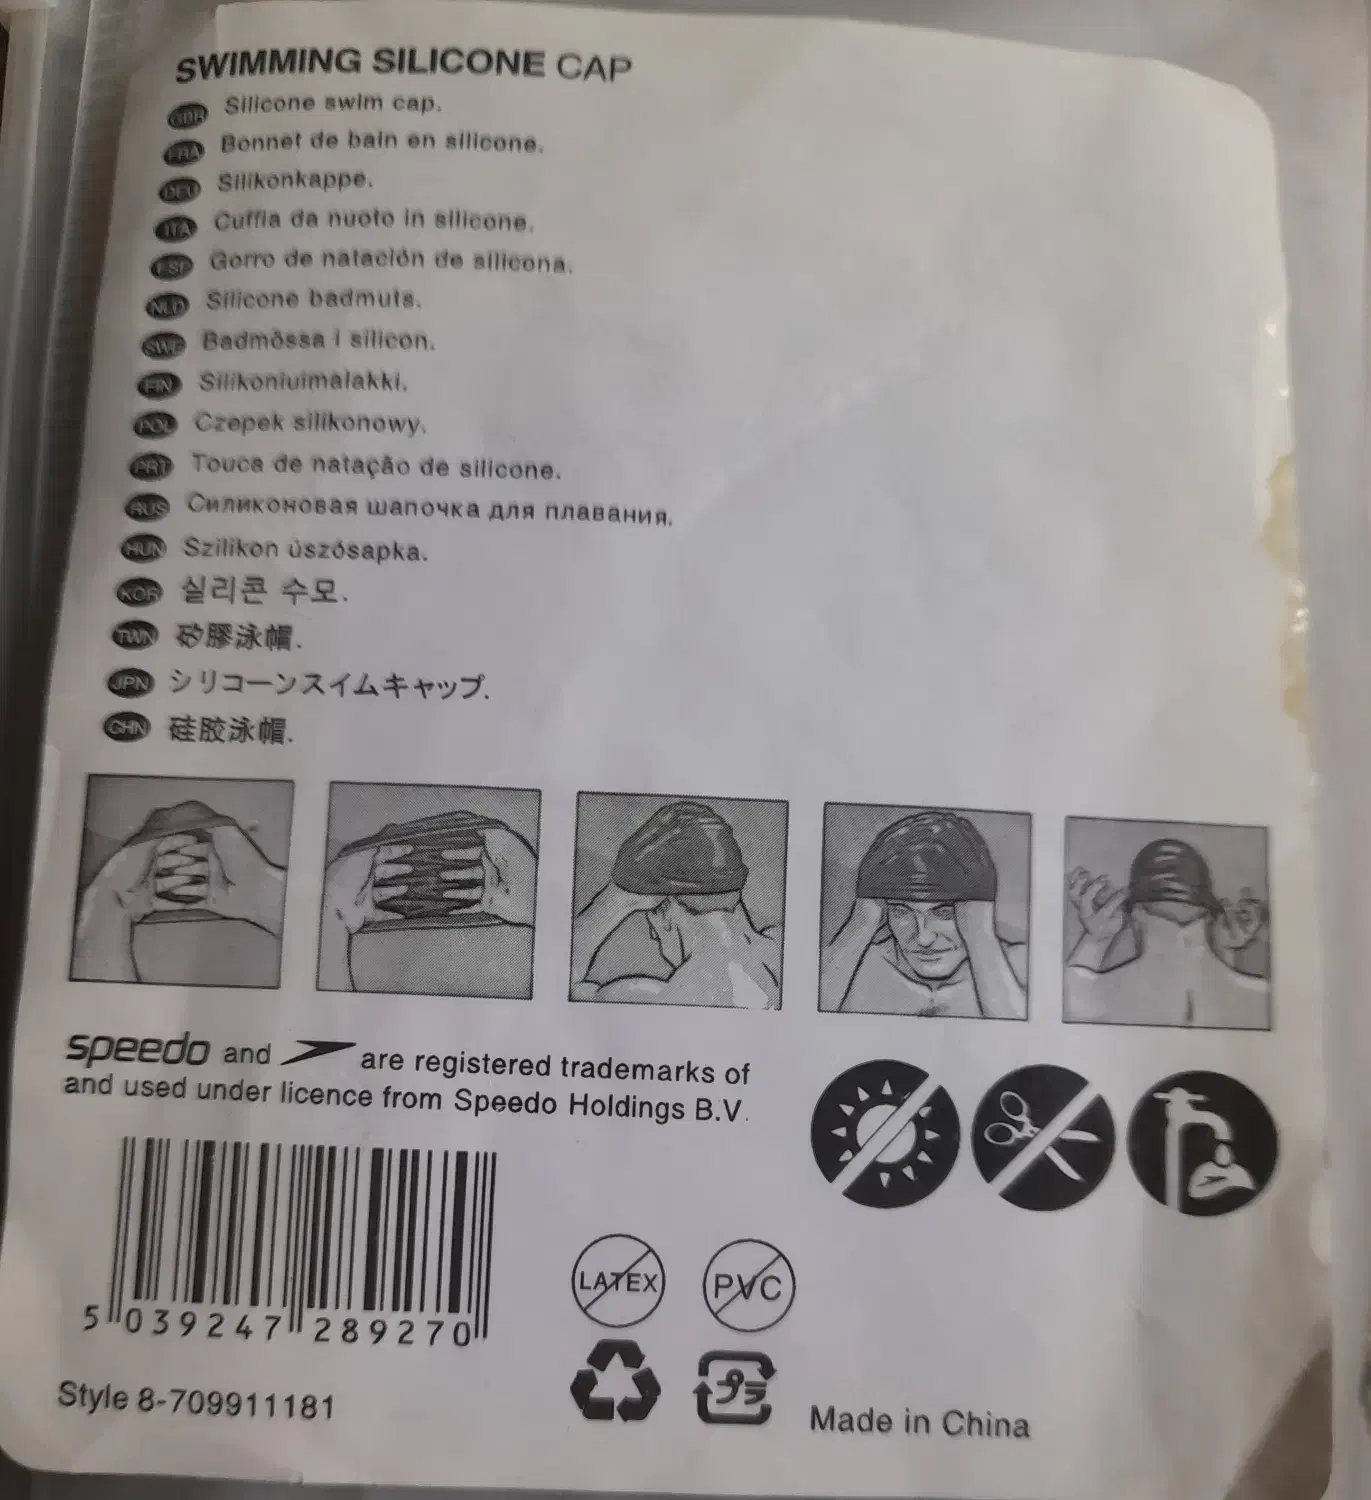 SWIMMING SILICONE CAP
GBR Silicone swim cap.
FRA Bonnet de bain en silicone.
DEU Silikonkappe.
ITA Cuffia da nuoto in silicone.
ESP Gorro de natación de silicona.
NLD Silicone badmuts.
SWE Badmössa i silicon.
FIN Silikoniuimalakki.
POL Czepek silikonowy.
PRT Touca de natação de silicone.
RUS Силиконовая шапочка для плавания.
HUN Szilikon úszósapka.
KOR 실리콘 수모.
TWN 矽膠泳帽.
JPN シリコーンスイムキャップ.
CHN 硅胶泳帽.
speedo and are registered trademarks of
and used under licence from Speedo Holdings B.V.
5 039247 289270
LATEX PVC
プラ
Style 8-709911181
Made in China